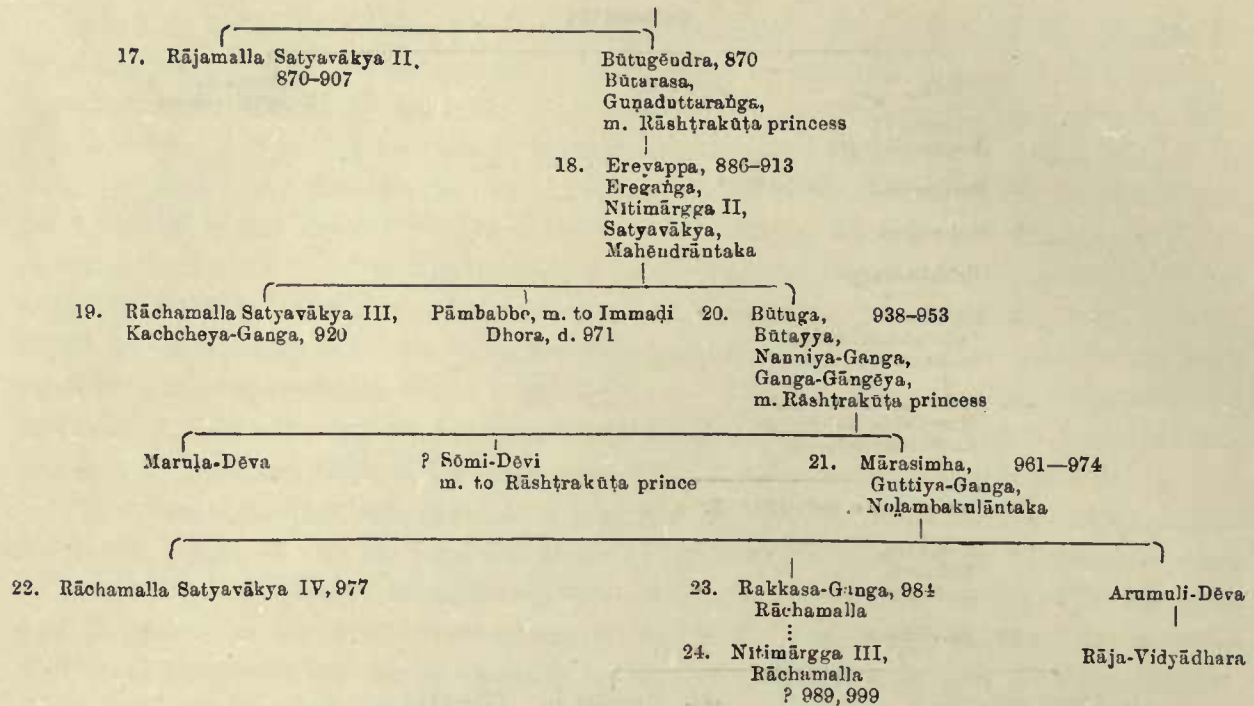 17. Rājamalla Satyavākya II,
870–907
Būtugēndra, 870
Būtarasa,
Guṇaduttaraṅga,
m. Rāshṭrakūṭa princess
18. Ereyappa, 886–913
Eregaṅga,
Nītimārgga II,
Satyavākya,
Mahēndrāntaka
19. Rāchamalla Satyavākya III,
Kachcheya-Ganga, 920
Pāmbabbe, m. to Immaḍi
Dhora, d. 971
20. Būtuga, 938–953
Būtayya,
Nanniya-Ganga,
Ganga-Gāngēya,
m. Rāshṭrakūṭa princess
Maruḷa-Dēva
? Sōmi-Dēvi
m. to Rāshṭrakūṭa prince
21. Mārasimha, 961—974
Guttiya-Ganga,
Noḷambakulāntaka
22. Rāchamalla Satyavākya IV, 977
23. Rakkasa-Ganga, 984
Rāchamalla
Arumuli-Dēva
24. Nītimārgga III,
Rāchamalla
? 989, 999
Rāja-Vidyādhara